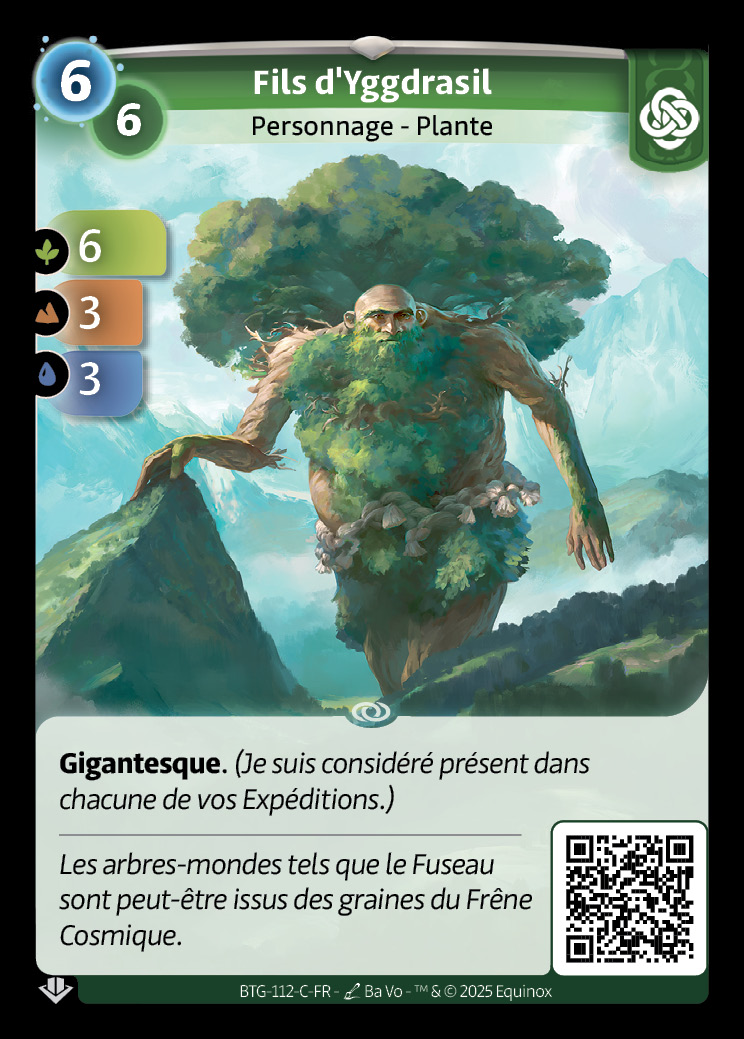 6
Fils d'Yggdrasil
6
Personnage - Plante
6
3
3
Gigantesque. (Je suis considéré présent dans
chacune de vos Expéditions.)
Les arbres-mondes tels que le Fuseau
sont peut-être issus des graines du Frêne
Cosmique.
BTG-112-C-FR - Ba Vo - ™ & © 2025 Equinox